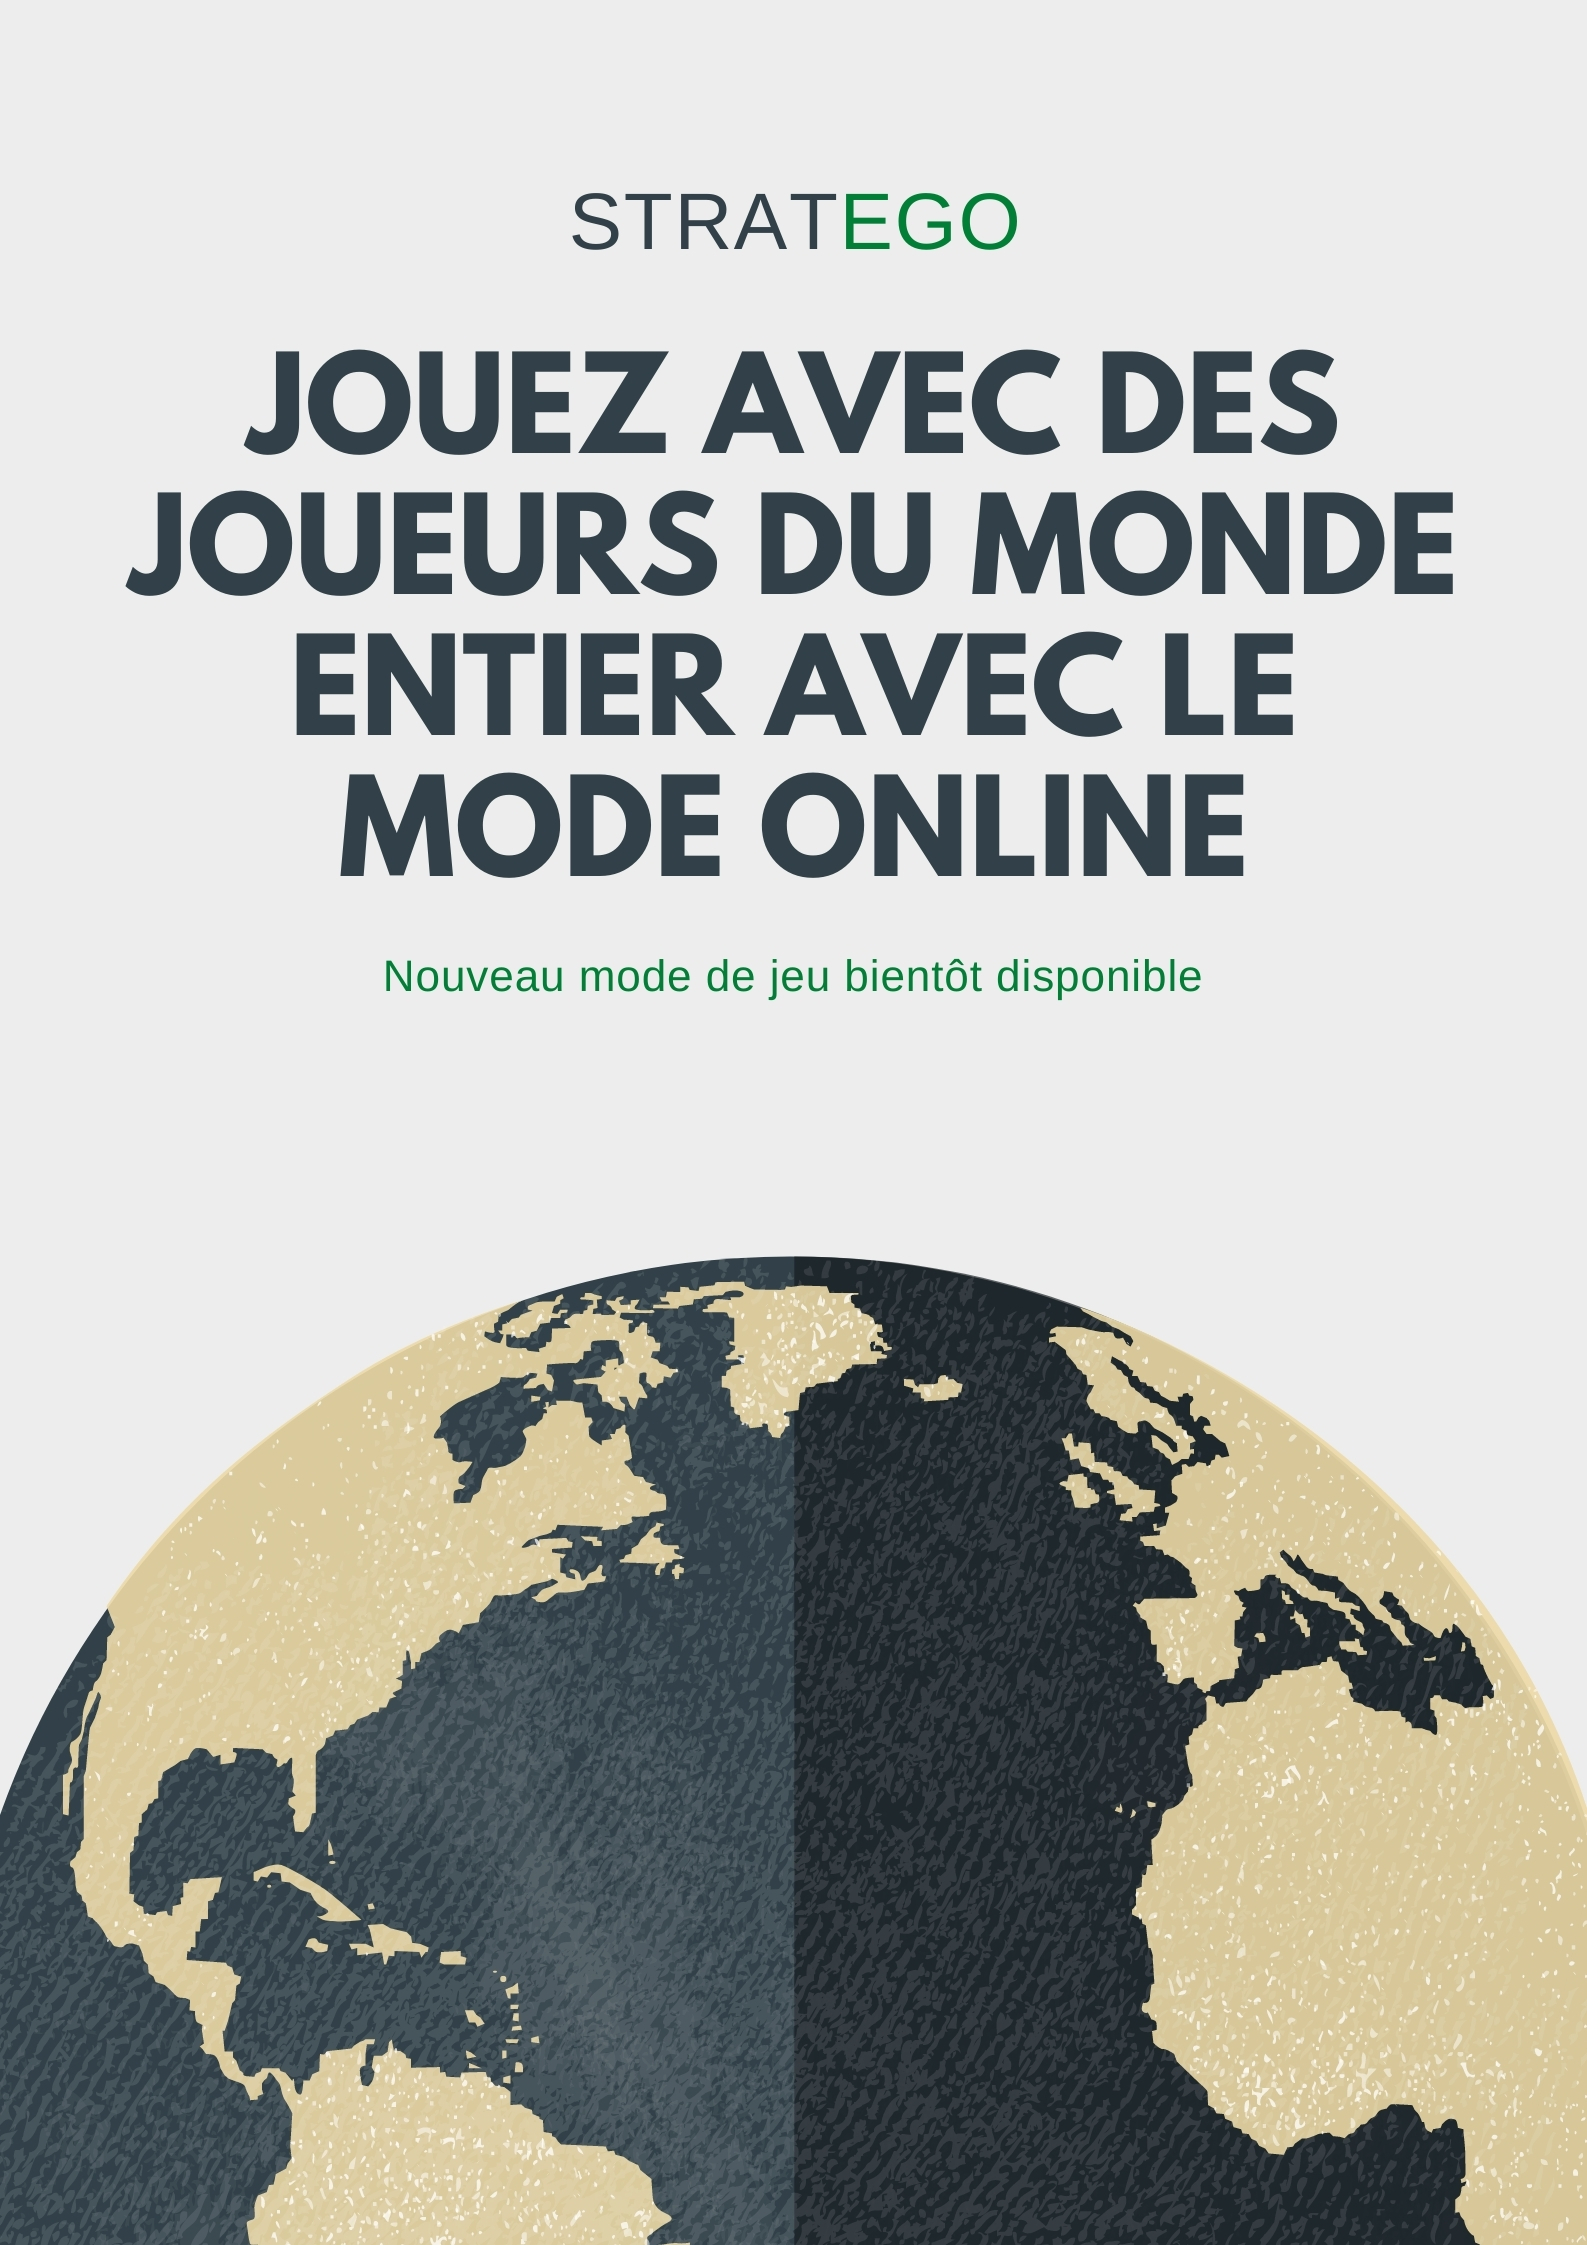 STRATEGO
JOUEZ AVEC DES
JOUEURS DU MONDE
ENTIER AVEC LE
MODE ONLINE
Nouveau mode de jeu bientôt disponible